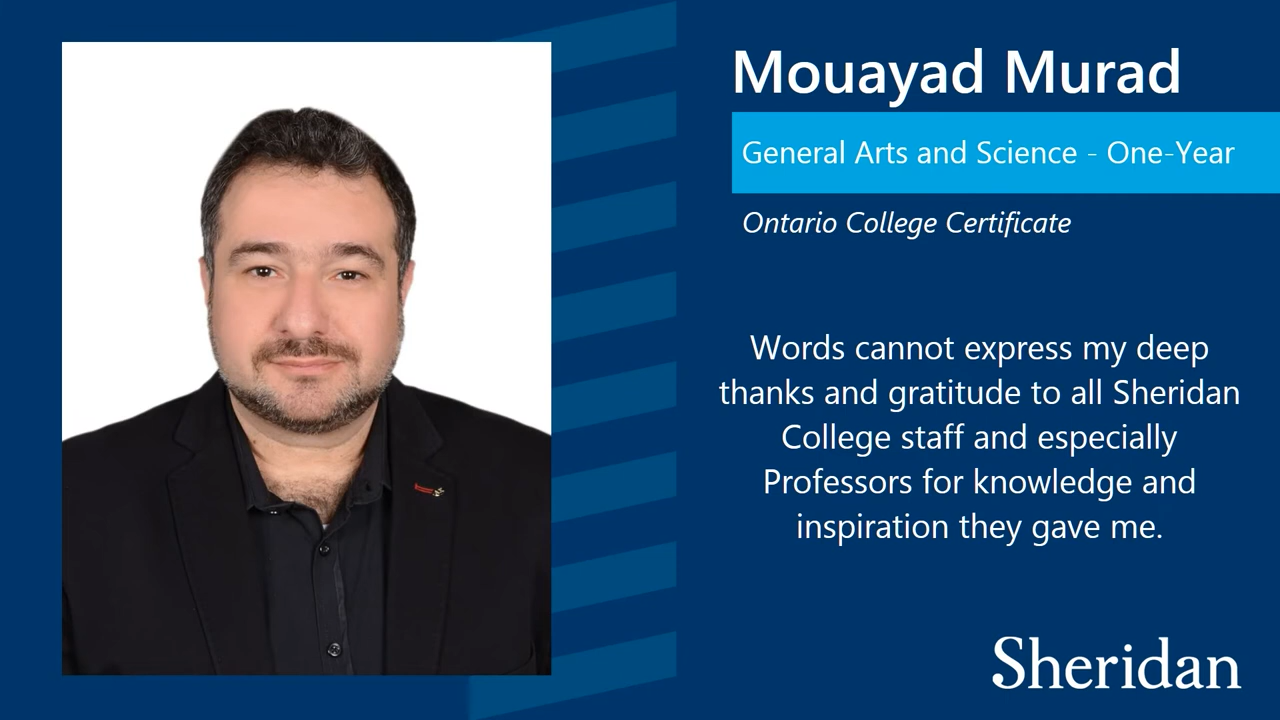 Mouayad Murad
General Arts and Science - One-Year
Ontario College Certificate
Words cannot express my deep
thanks and gratitude to all Sheridan
College staff and especially
Professors for knowledge and
inspiration they gave me.
Sheridan